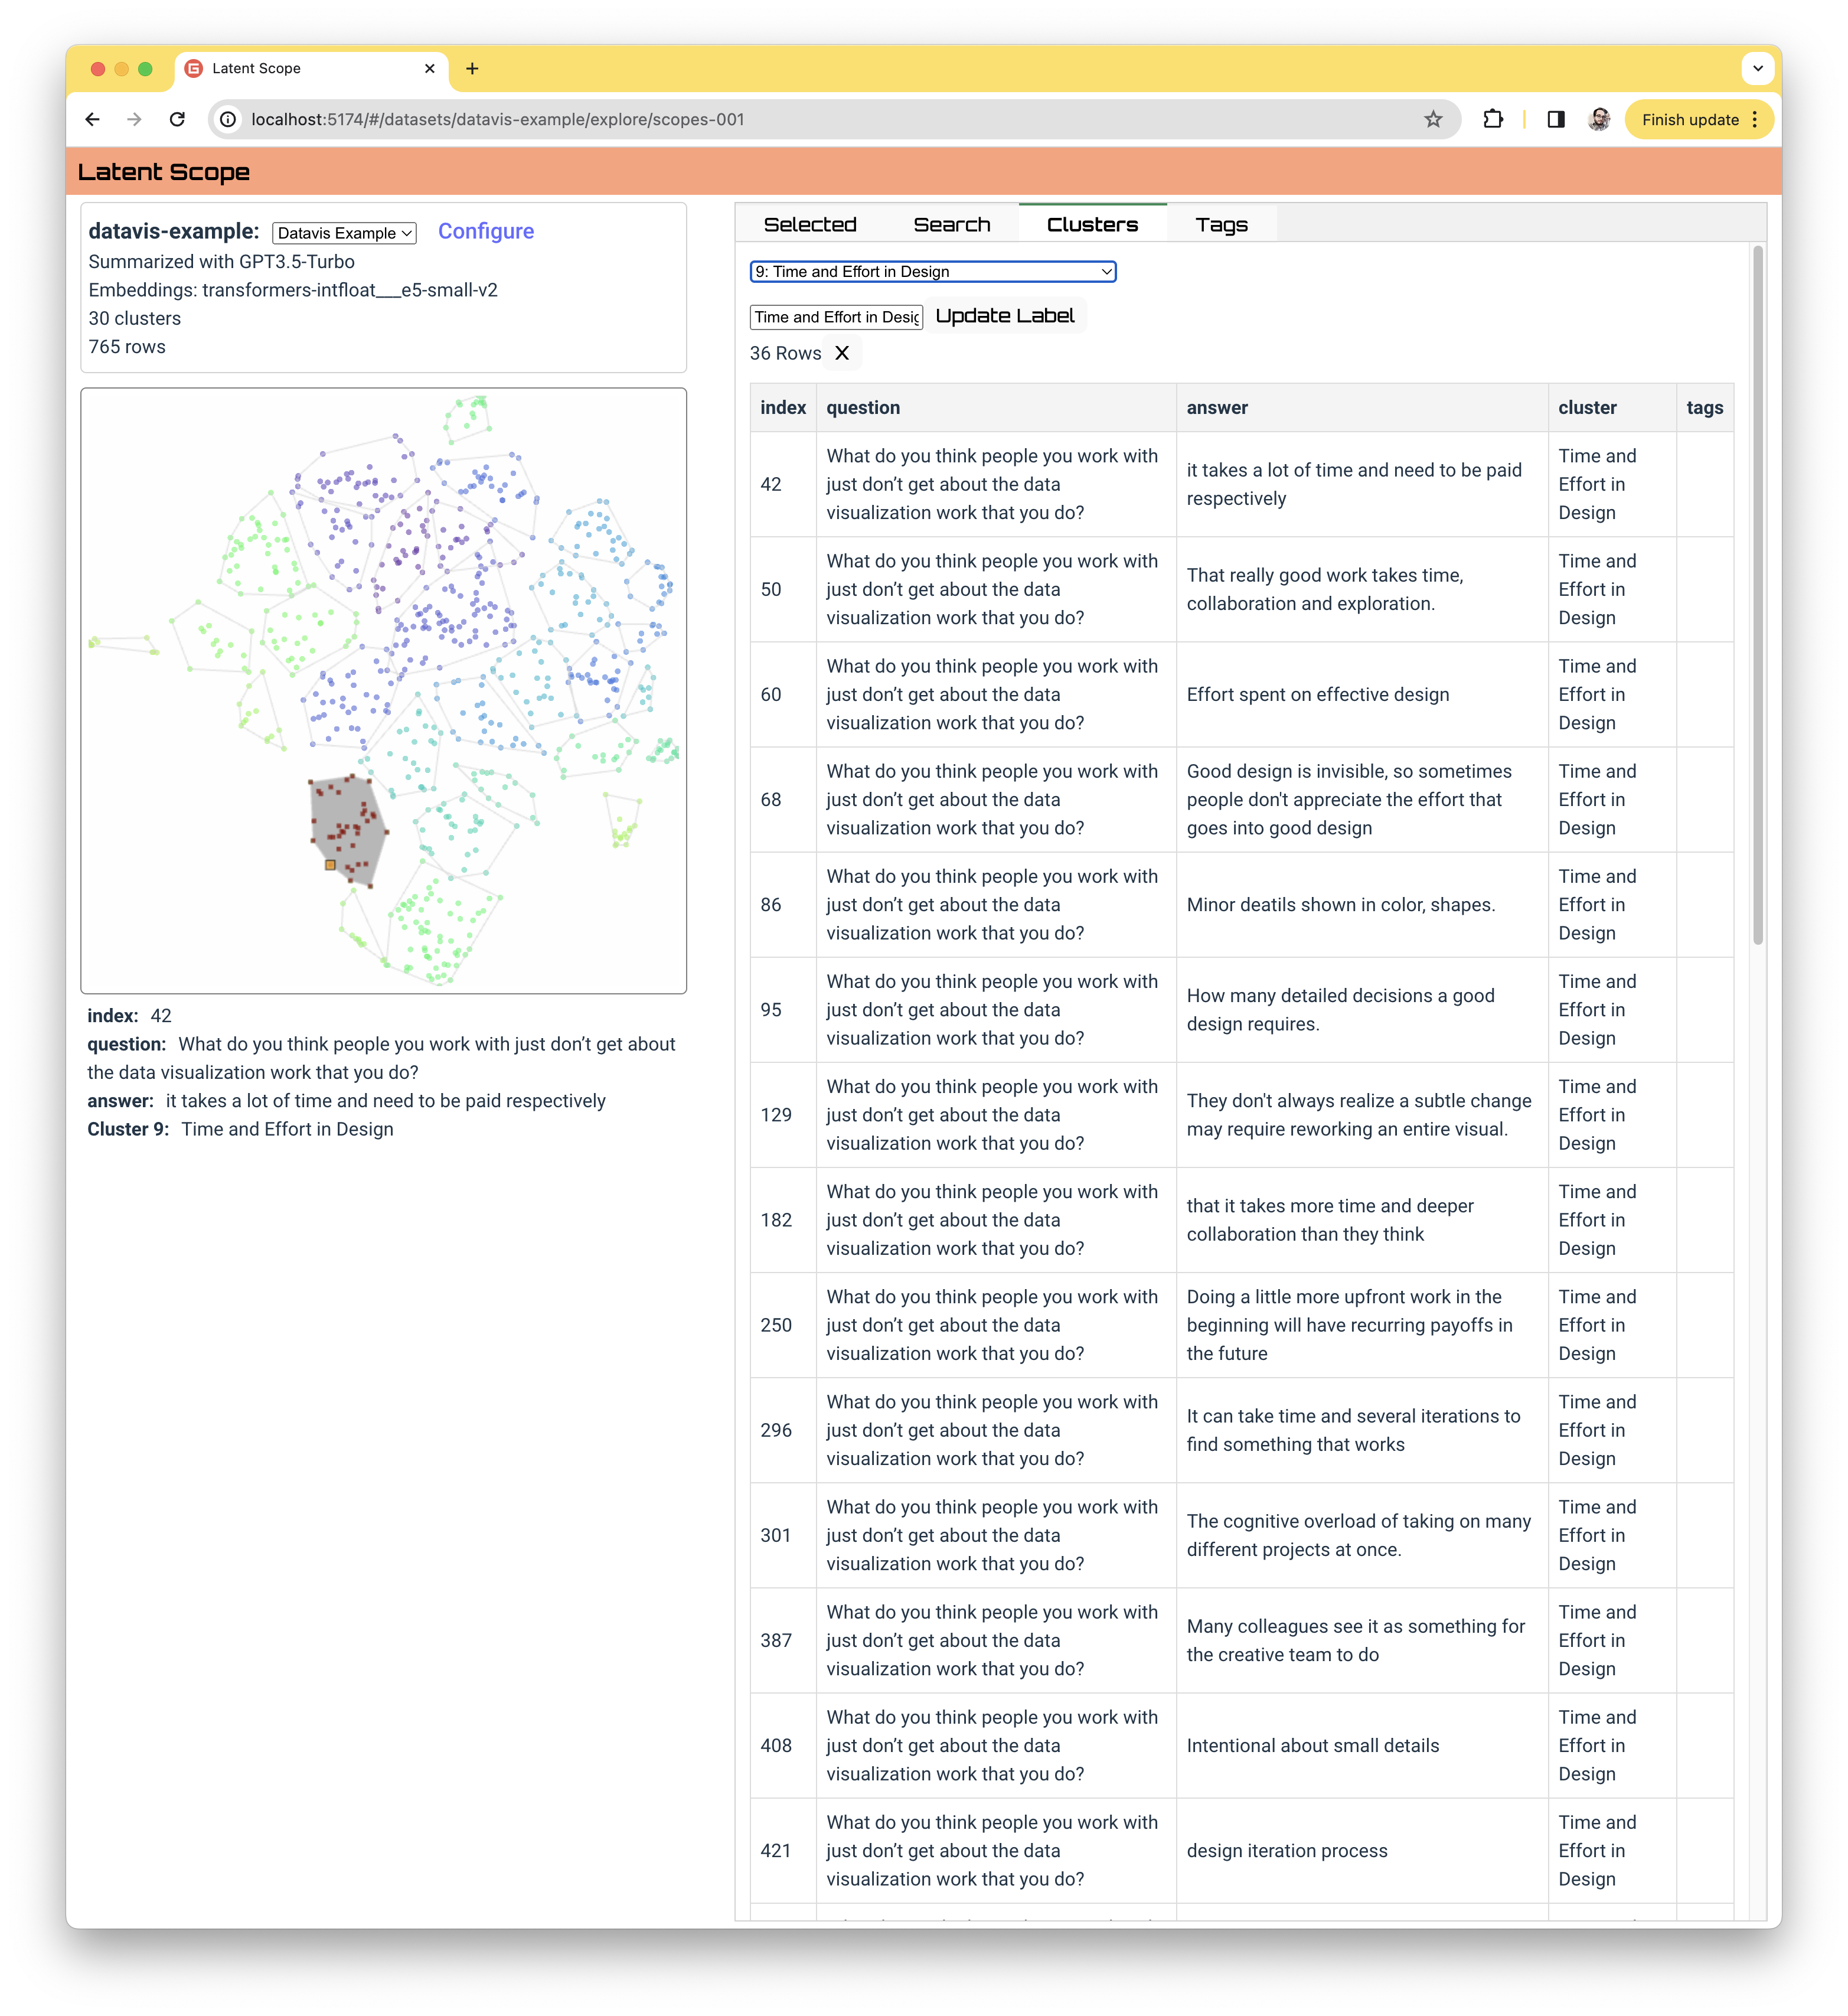 Latent Scope
localhost:5174/#/datasets/datavis-example/explore/scopes-001
Finish update
Latent Scope
datavis-example: Datavis Example Configure
Summarized with GPT3.5-Turbo
Embeddings: transformers-intfloat___e5-small-v2
30 clusters
765 rows
index: 42
question: What do you think people you work with just don’t get about
the data visualization work that you do?
answer: it takes a lot of time and need to be paid respectively
Cluster 9: Time and Effort in Design
Selected Search Clusters Tags
9: Time and Effort in Design
Time and Effort in Desig Update Label
36 Rows X
index question answer cluster tags
42
What do you think people you work with
just don’t get about the data
visualization work that you do?
it takes a lot of time and need to be paid
respectively
Time and
Effort in
Design
50
What do you think people you work with
just don’t get about the data
visualization work that you do?
That really good work takes time,
collaboration and exploration.
Time and
Effort in
Design
60
What do you think people you work with
just don’t get about the data
visualization work that you do?
Effort spent on effective design
Time and
Effort in
Design
68
What do you think people you work with
just don’t get about the data
visualization work that you do?
Good design is invisible, so sometimes
people don't appreciate the effort that
goes into good design
Time and
Effort in
Design
86
What do you think people you work with
just don’t get about the data
visualization work that you do?
Minor deatils shown in color, shapes.
Time and
Effort in
Design
95
What do you think people you work with
just don’t get about the data
visualization work that you do?
How many detailed decisions a good
design requires.
Time and
Effort in
Design
129
What do you think people you work with
just don’t get about the data
visualization work that you do?
They don't always realize a subtle change
may require reworking an entire visual.
Time and
Effort in
Design
182
What do you think people you work with
just don’t get about the data
visualization work that you do?
that it takes more time and deeper
collaboration than they think
Time and
Effort in
Design
250
What do you think people you work with
just don’t get about the data
visualization work that you do?
Doing a little more upfront work in the
beginning will have recurring payoffs in
the future
Time and
Effort in
Design
296
What do you think people you work with
just don’t get about the data
visualization work that you do?
It can take time and several iterations to
find something that works
Time and
Effort in
Design
301
What do you think people you work with
just don’t get about the data
visualization work that you do?
The cognitive overload of taking on many
different projects at once.
Time and
Effort in
Design
387
What do you think people you work with
just don’t get about the data
visualization work that you do?
Many colleagues see it as something for
the creative team to do
Time and
Effort in
Design
408
What do you think people you work with
just don’t get about the data
visualization work that you do?
Intentional about small details
Time and
Effort in
Design
421
What do you think people you work with
just don’t get about the data
visualization work that you do?
design iteration process
Time and
Effort in
Design